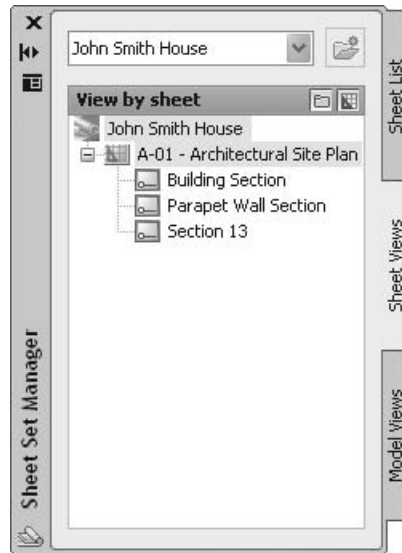 John Smith House
View by sheet
John Smith House
A-01 - Architectural Site Plan
Building Section
Parapet Wall Section
Section 13
Sheet List
Sheet Views
Model Views
Sheet Set Manager